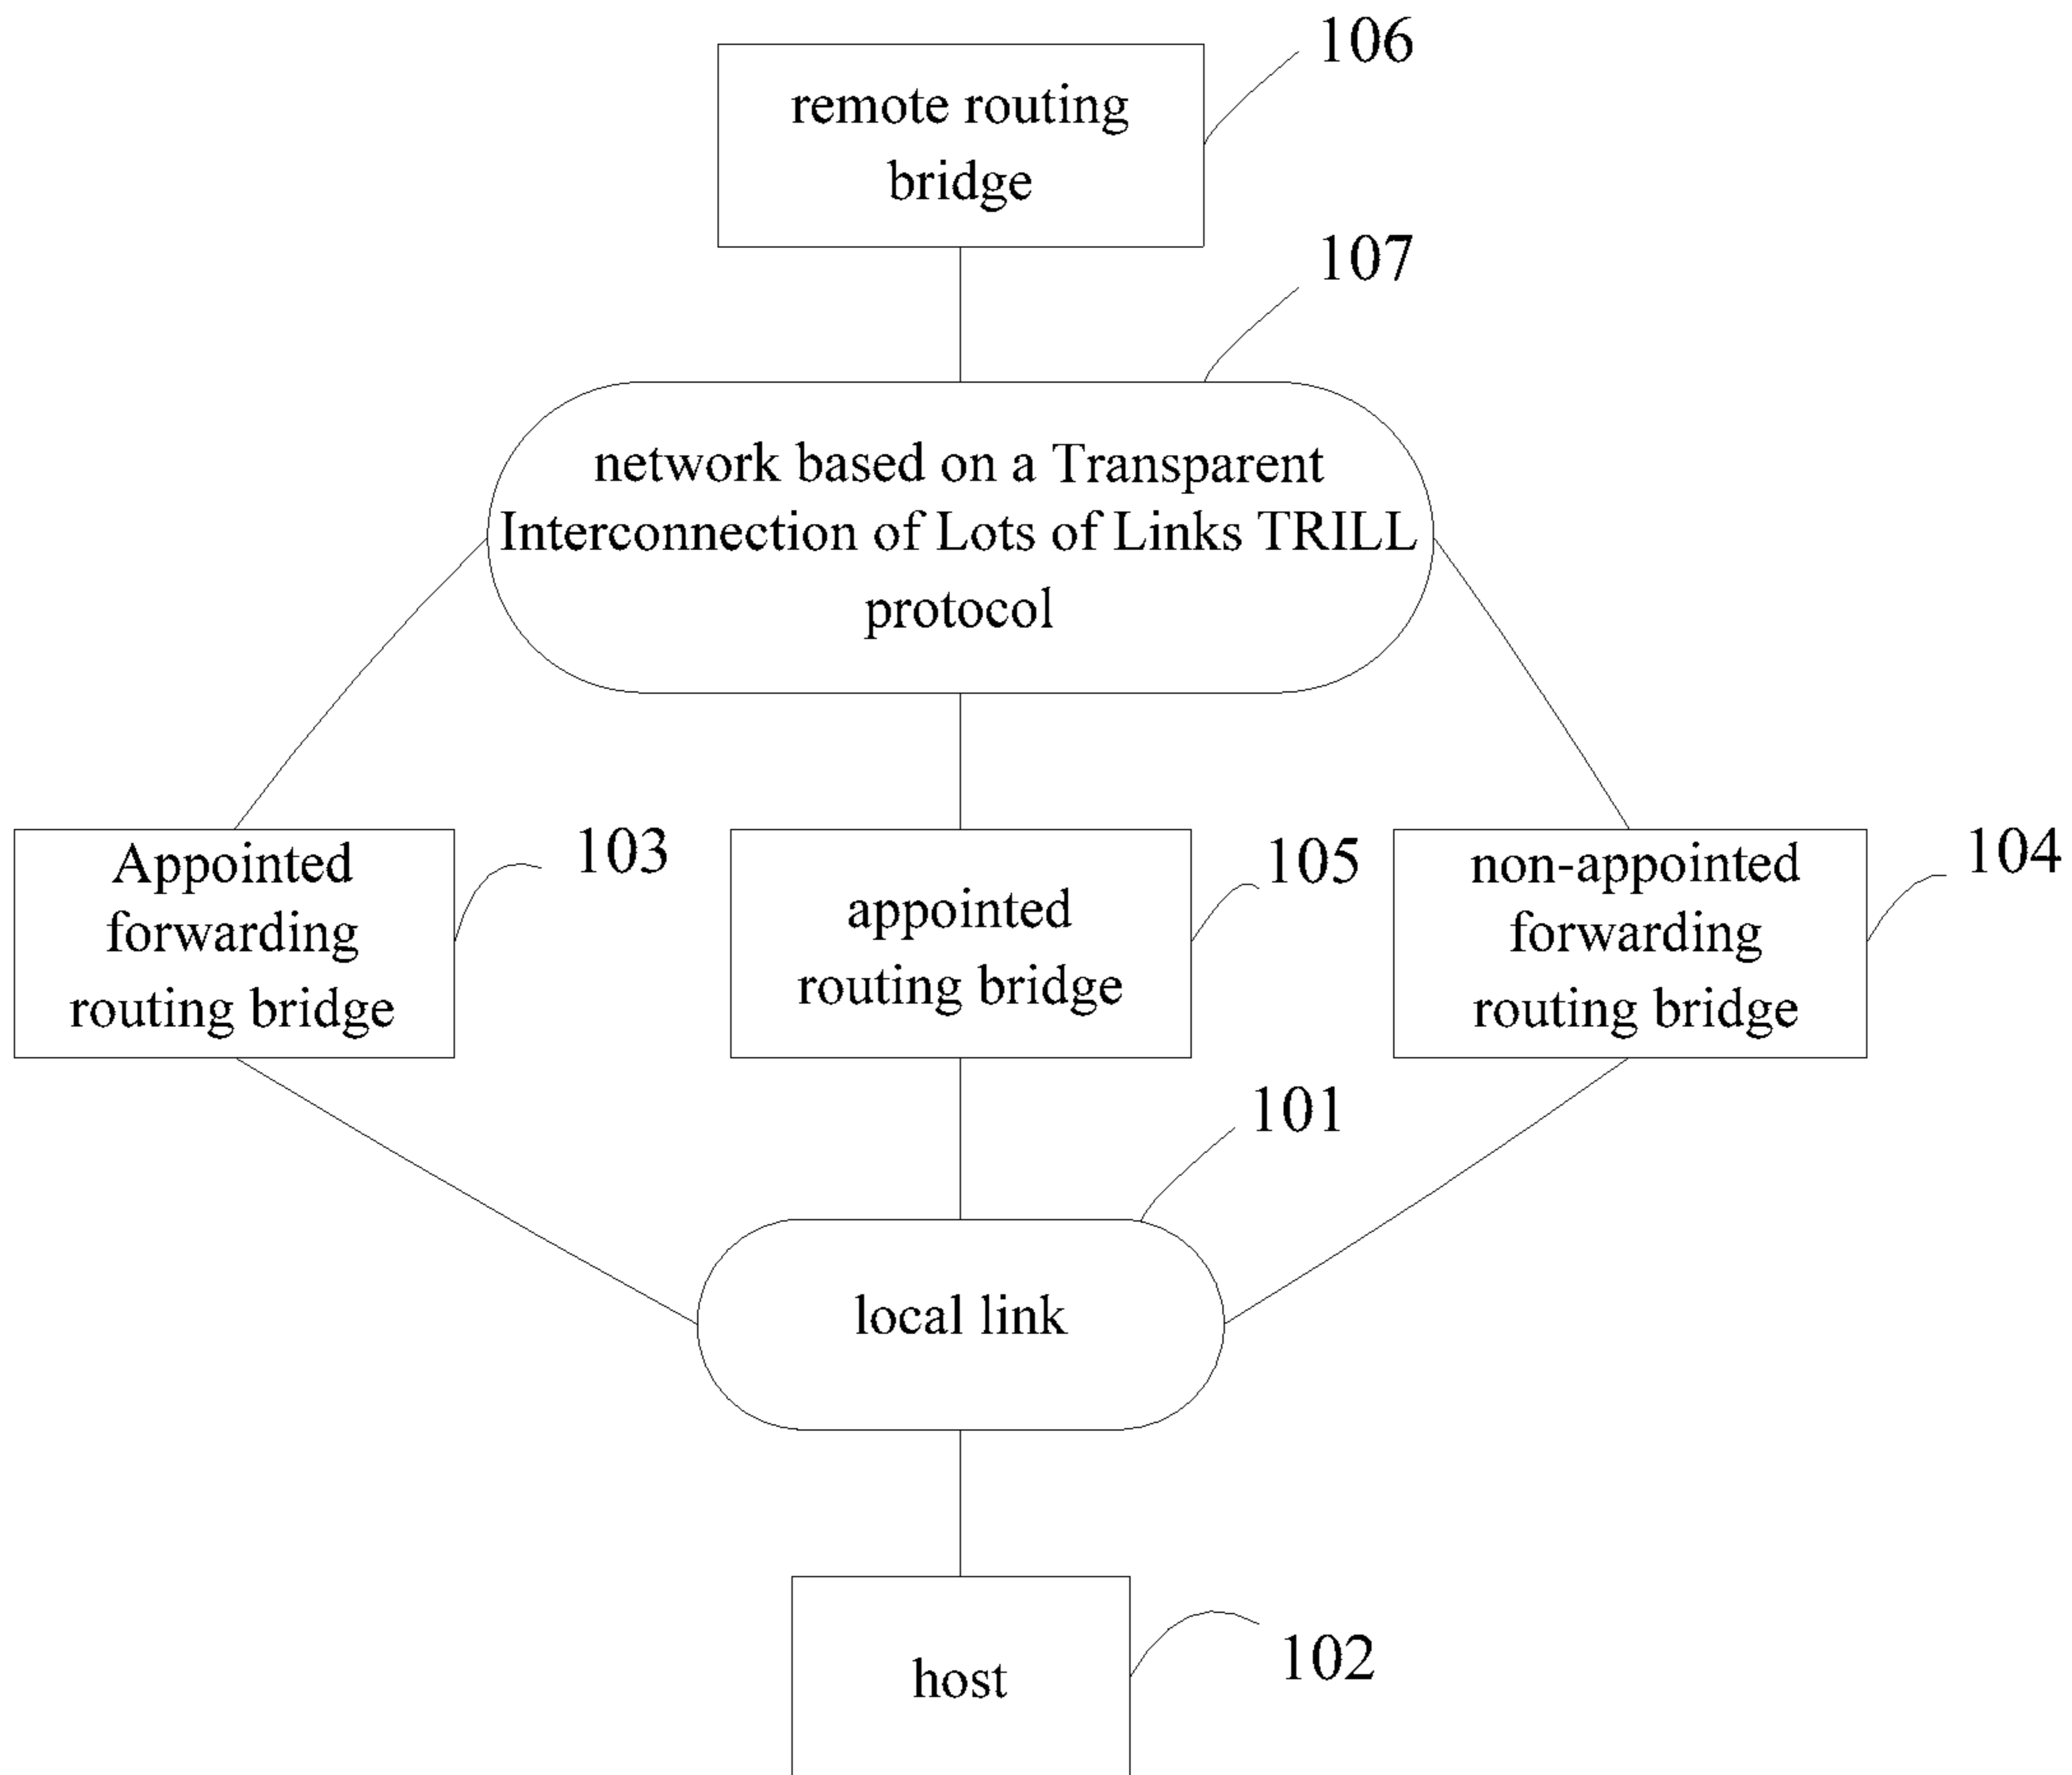 106
remote routing
bridge
107
network based on a Transparent
Interconnection of Lots of Links TRILL
protocol
Appointed
forwarding
routing bridge
103
appointed
routing bridge
105
non-appointed
forwarding
routing bridge
104
101
local link
host
102